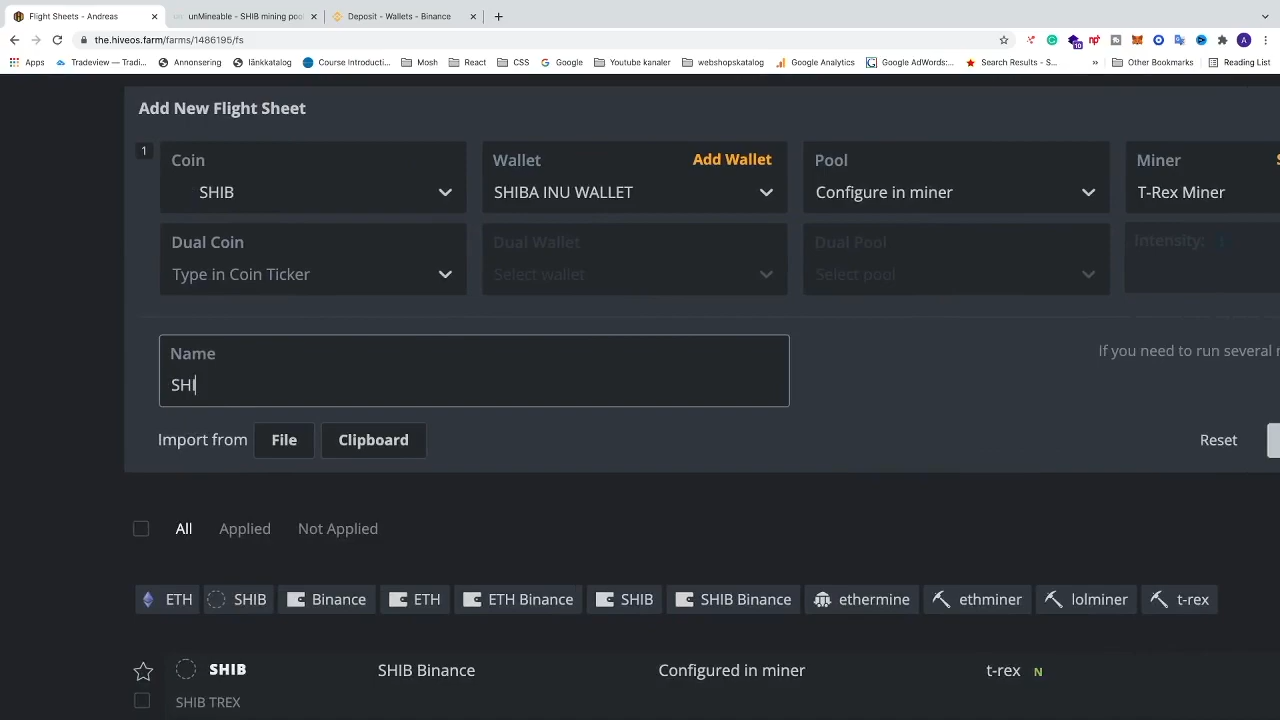 Flight Sheets - Andreas
unMineable - SHIB mining poo
Deposit - Wallets - Binance
the.hiveos.farm/farms/1486195/fs
10
A
Apps
Tradeview – Tradi...
Annonsering
länkkatalog
Course Introducti...
Mosh
React
CSS
Google
Youtube kanaler
webshopskatalog
Google Analytics
Google AdWords:...
Search Results - S...
»
Other Bookmarks
Reading List
Add New Flight Sheet
1
Coin
Wallet
Add Wallet
Pool
Miner
SHIB
SHIBA INU WALLET
Configure in miner
T-Rex Miner
Dual Coin
Dual Wallet
Dual Pool
Intensity:
Type in Coin Ticker
Select wallet
Select pool
Name
SHI
If you need to run several
Import from
File
Clipboard
Reset
All
Applied
Not Applied
ETH
SHIB
Binance
ETH
ETH Binance
SHIB
SHIB Binance
ethermine
ethminer
lolminer
t-rex
SHIB
SHIB Binance
Configured in miner
t-rex N
SHIB TREX